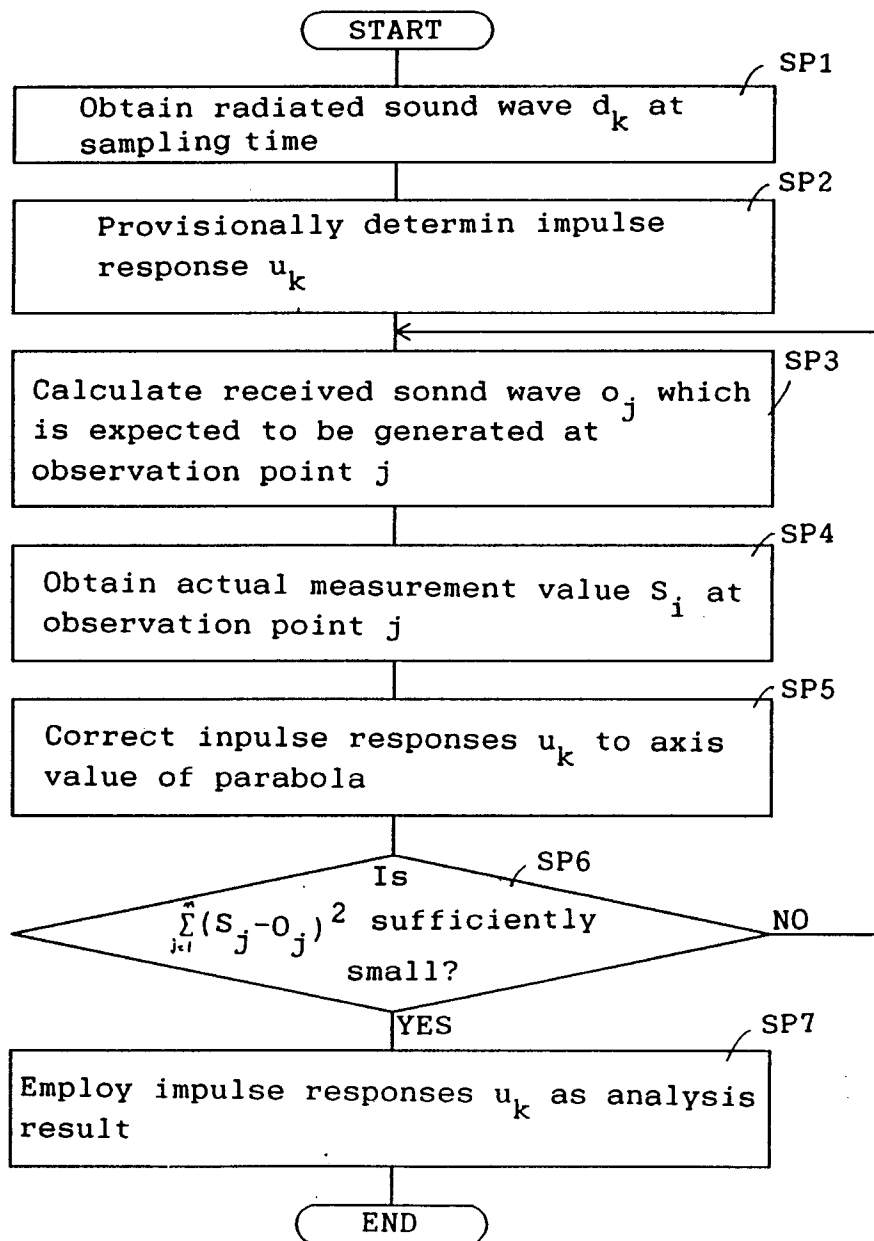 START
SP1
Obtain radiated sound wave d_k at
sampling time
SP2
Provisionally determin impulse
response u_k
SP3
Calculate received sonnd wave o_j which
is expected to be generated at
observation point j
SP4
Obtain actual measurement value S_i at
observation point j
SP5
Correct inpulse responses u_k to axis
value of parabola
SP6
Is
∑_{j=1}^{n}(S_j-O_j)^2 sufficiently
small?
NO
YES
SP7
Employ impulse responses u_k as analysis
result
END